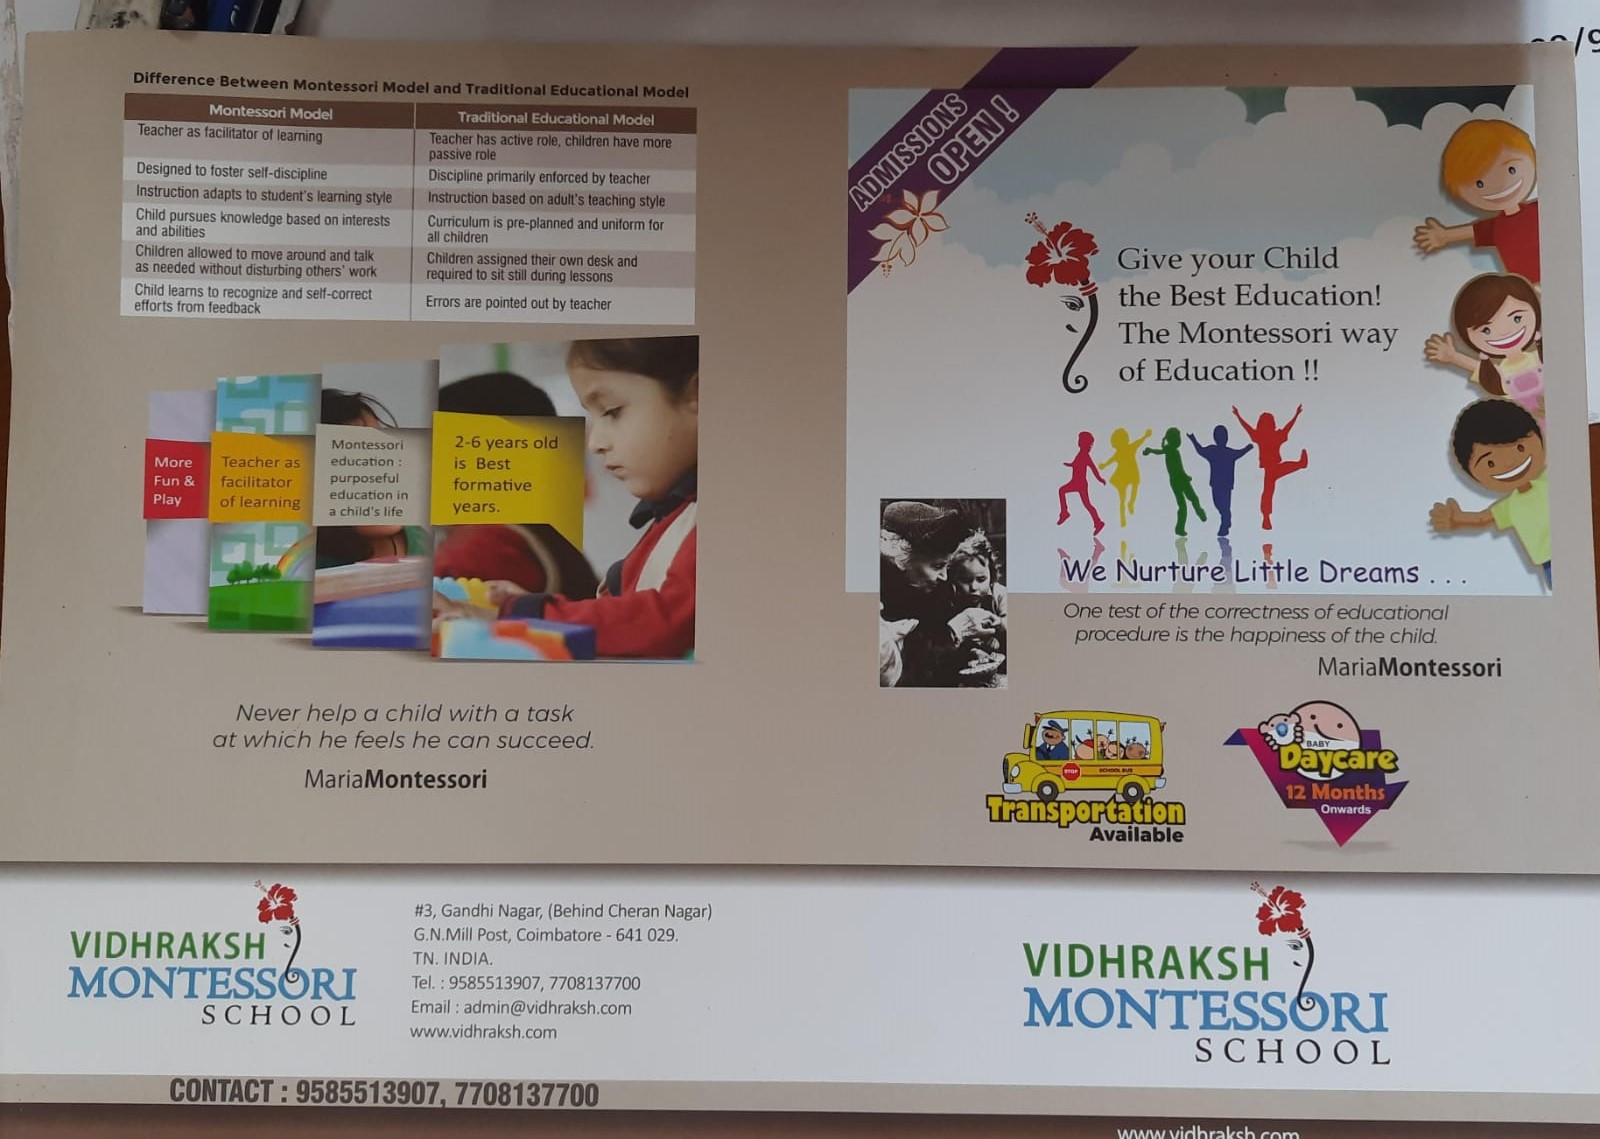 Difference Between Montessori Model and Traditional Educational Model
Montessori Model
Traditional Educational Model
Teacher as facilitator of learning
Teacher has active role, children have more
passive role
Designed to foster self-discipline
Discipline primarily enforced by teacher
Instruction adapts to student's learning style
Instruction based on adult's teaching style
Child pursues knowledge based on interests
and abilities
Curriculum is pre-planned and uniform for
all children
Children allowed to move around and talk
as needed without disturbing others' work
Children assigned their own desk and
required to sit still during lessons
Child learns to recognize and self-correct
efforts from feedback
Errors are pointed out by teacher
More
Fun &
Play
Teacher as
facilitator
of learning
Montessori
education :
purposeful
education in
a child's life
2-6 years old
is Best
formative
years.
Never help a child with a task
at which he feels he can succeed.
MariaMontessori
VIDHRAKSH
MONTESSORI
SCHOOL
#3, Gandhi Nagar, (Behind Cheran Nagar)
G.N.Mill Post, Coimbatore - 641 029.
TN. INDIA.
Tel. : 9585513907, 7708137700
Email : admin@vidhraksh.com
www.vidhraksh.com
CONTACT : 9585513907, 7708137700
ADMISSIONS
OPEN !
Give your Child
the Best Education!
The Montessori way
of Education !!
We Nurture Little Dreams . . .
One test of the correctness of educational
procedure is the happiness of the child.
MariaMontessori
STOP
SCHOOL BUS
Transportation
Available
BABY
Daycare
12 Months
Onwards
VIDHRAKSH
MONTESSORI
SCHOOL
www.vidhraksh.com